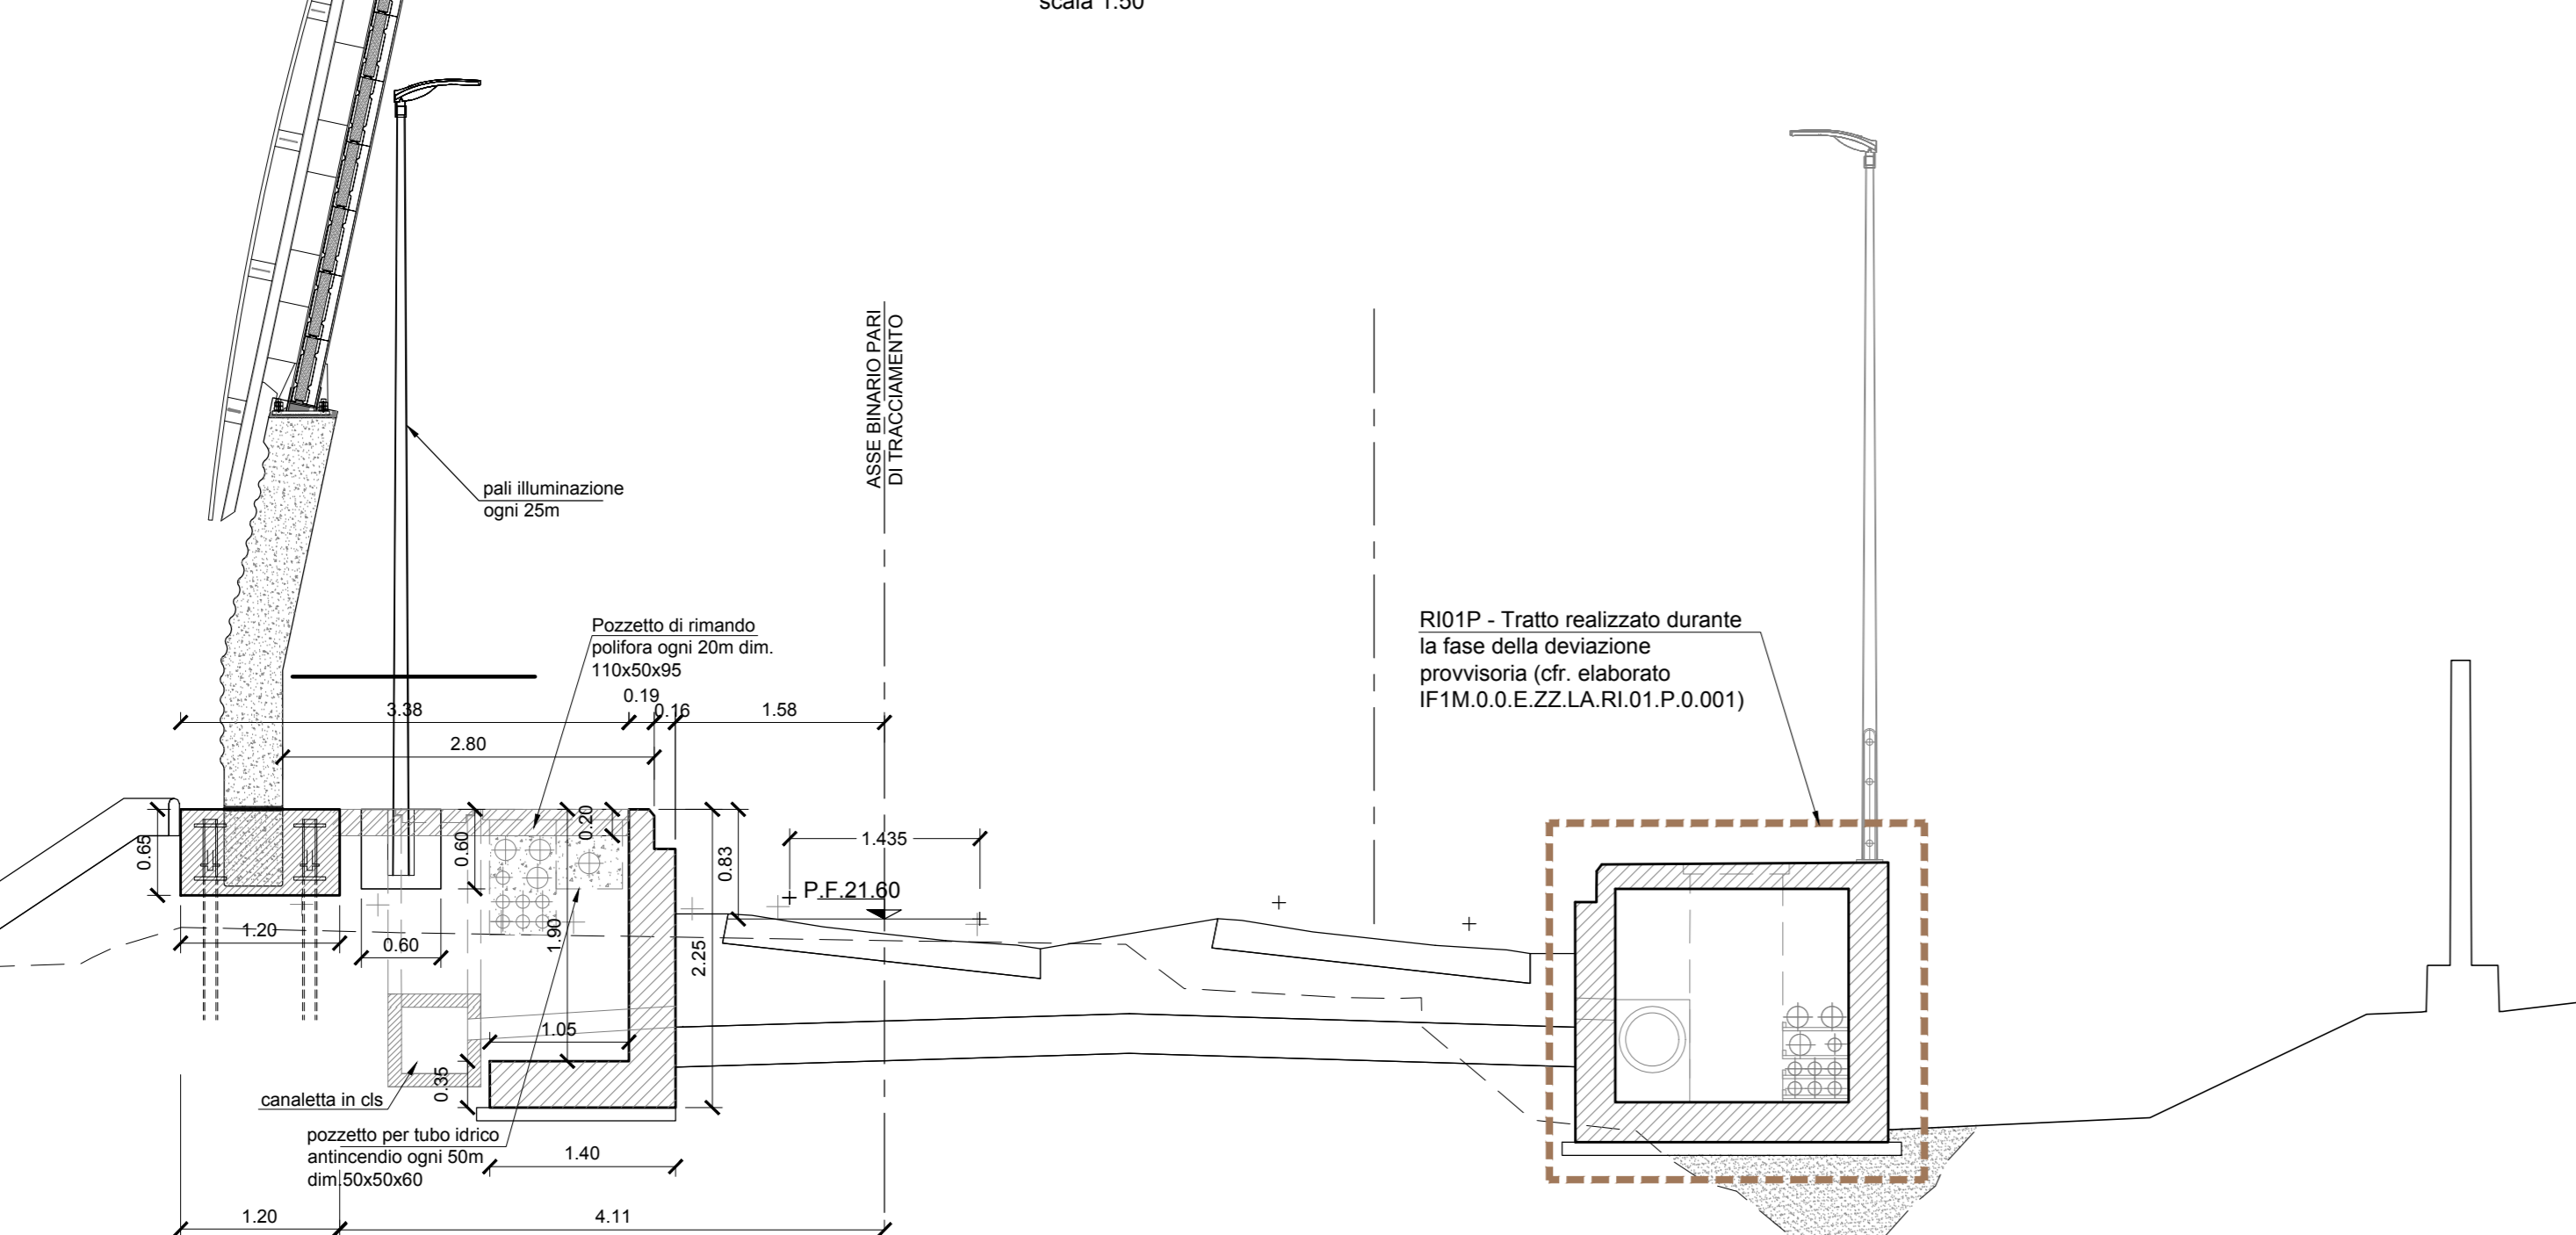 scala 1:50
ASSE BINARIO PARI
DI TRACCIAMENTO
pali illuminazione
ogni 25m
Pozzetto di rimando
polifora ogni 20m dim.
110x50x95
RI01P - Tratto realizzato durante
la fase della deviazione
provvisoria (cfr. elaborato
IF1M.0.0.E.ZZ.LA.RI.01.P.0.001)
0.19
3.38
0.16
1.58
2.80
0.65
0.60
0.20
0.83
1.435
P.F.21.60
1.20
0.60
1.90
2.25
1.05
0.35
canaletta in cls
pozzetto per tubo idrico
antincendio ogni 50m
dim.50x50x60
1.40
1.20
4.11